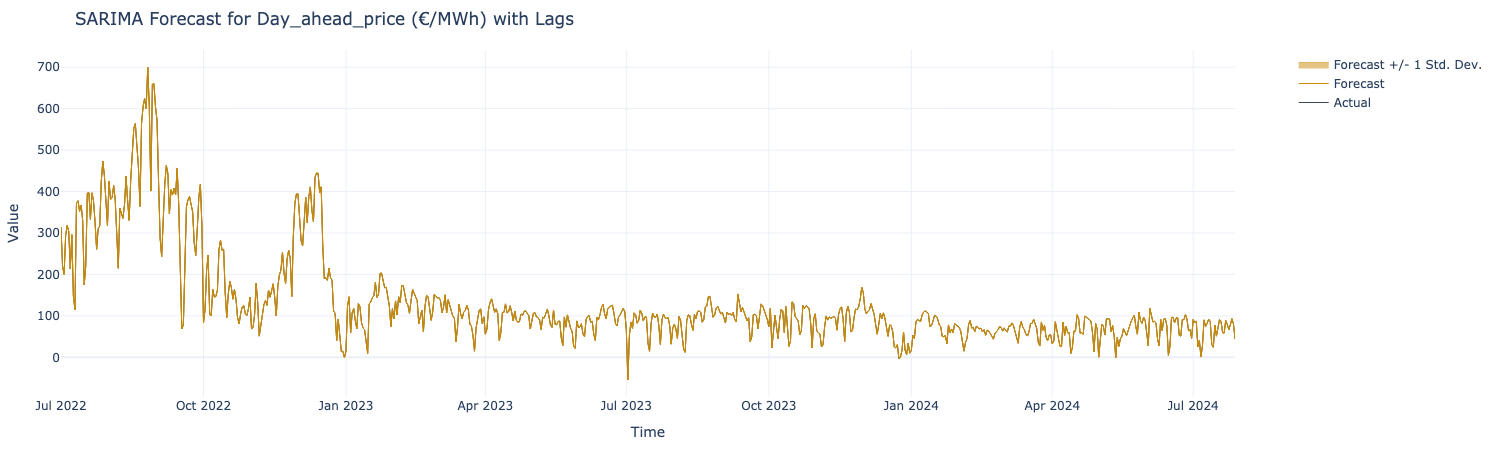 SARIMA Forecast for Day_ahead_price (€/MWh) with Lags
Forecast +/- 1 Std. Dev.
Forecast
Actual
Value
700
600
500
400
300
200
100
0
Jul 2022
Oct 2022
Jan 2023
Apr 2023
Jul 2023
Oct 2023
Jan 2024
Apr 2024
Jul 2024
Time